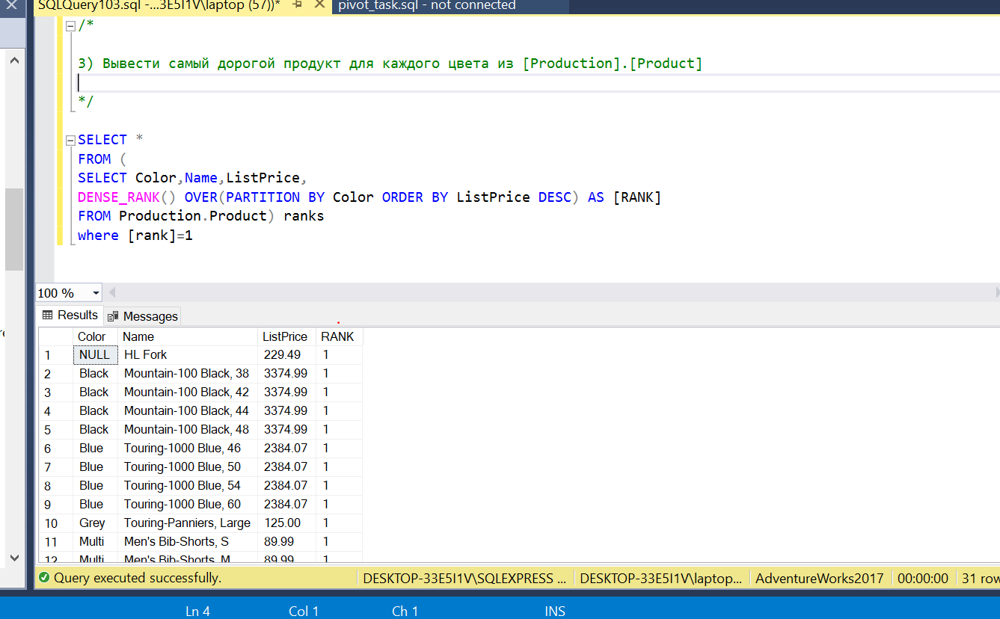 SQLQuery103.sql -...3E5I1V\laptop (57))*
pivot_task.sql - not connected
/*
3) Вывести самый дорогой продукт для каждого цвета из [Production].[Product]
*/
SELECT *
FROM (
SELECT Color,Name,ListPrice,
DENSE_RANK() OVER(PARTITION BY Color ORDER BY ListPrice DESC) AS [RANK]
FROM Production.Product) ranks
where [rank]=1
100 %
Results Messages
Color Name ListPrice RANK
1 NULL HL Fork 229.49 1
2 Black Mountain-100 Black, 38 3374.99 1
3 Black Mountain-100 Black, 42 3374.99 1
4 Black Mountain-100 Black, 44 3374.99 1
5 Black Mountain-100 Black, 48 3374.99 1
6 Blue Touring-1000 Blue, 46 2384.07 1
7 Blue Touring-1000 Blue, 50 2384.07 1
8 Blue Touring-1000 Blue, 54 2384.07 1
9 Blue Touring-1000 Blue, 60 2384.07 1
10 Grey Touring-Panniers, Large 125.00 1
11 Multi Men's Bib-Shorts, S 89.99 1
12 Multi Men's Bib-Shorts, M 89.99 1
Query executed successfully. DESKTOP-33E5I1V\SQLEXPRESS ... DESKTOP-33E5I1V\laptop... AdventureWorks2017 00:00:00 31 row
Ln 4 Col 1 Ch 1 INS